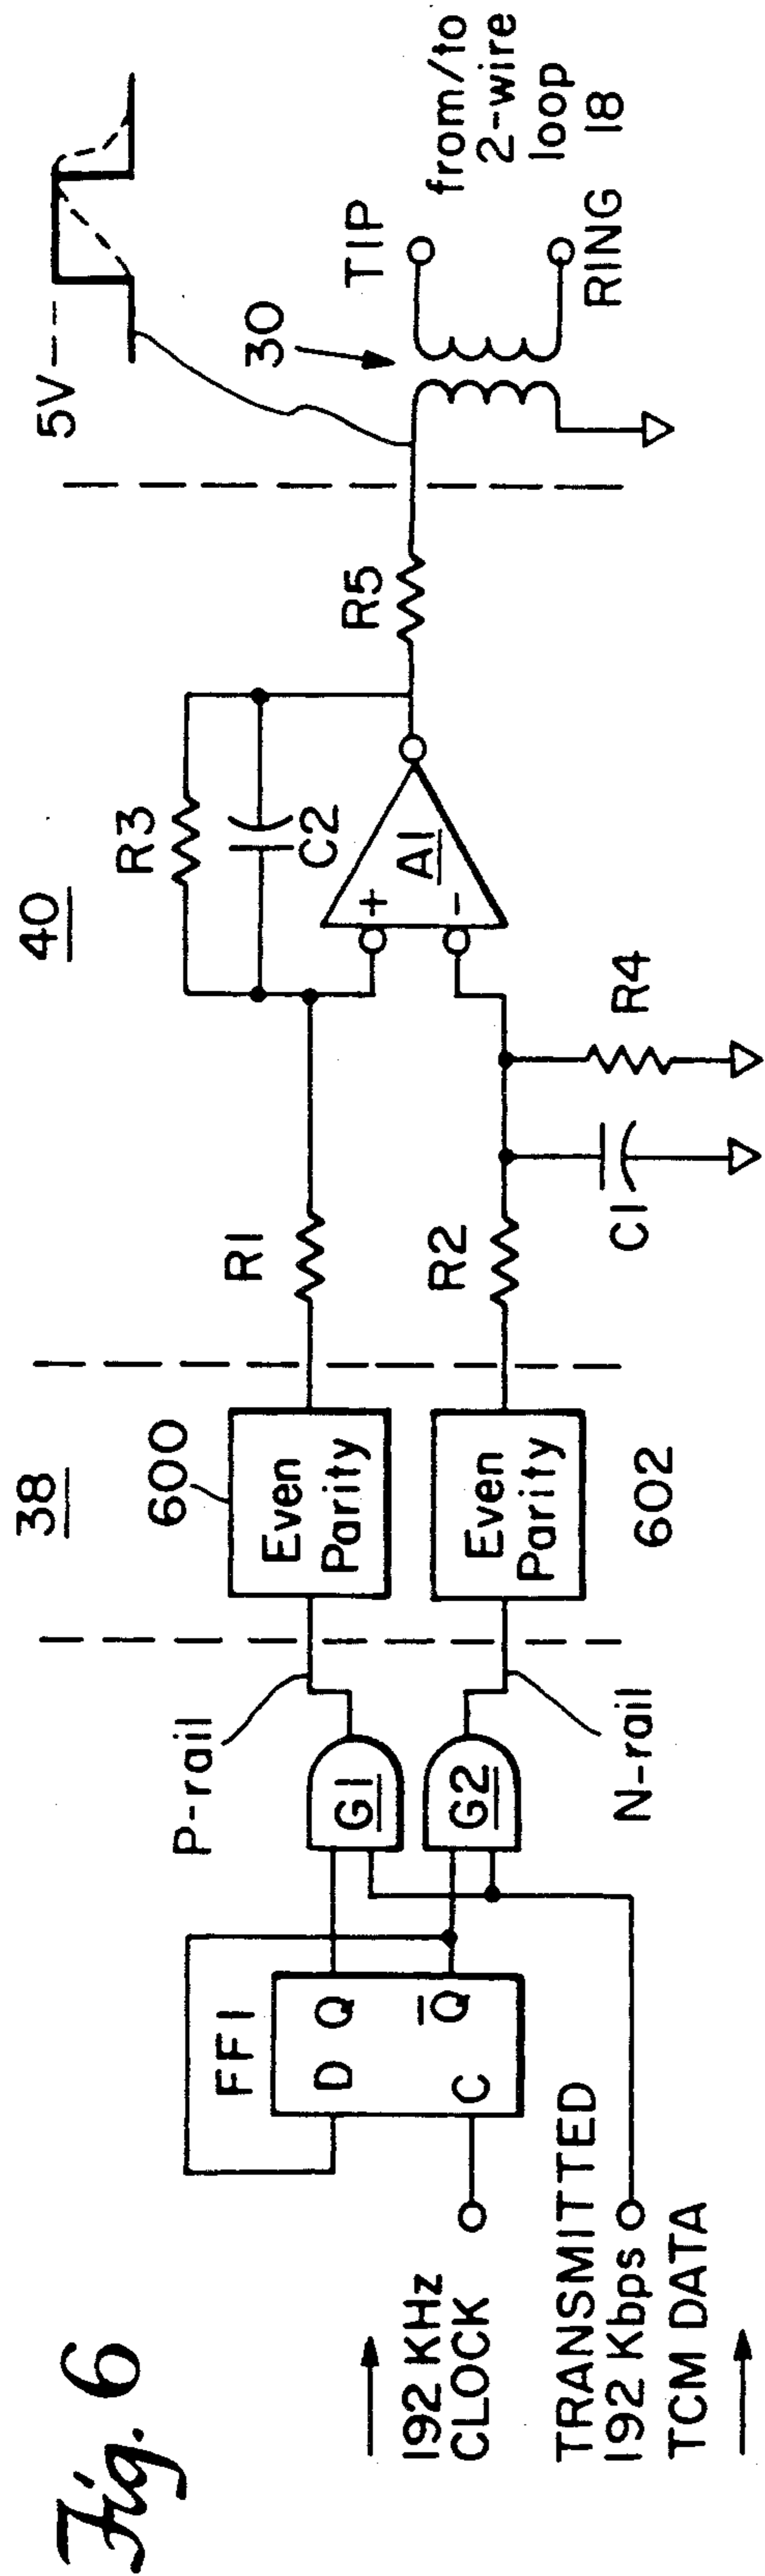 Fig. 6
192 KHz
CLOCK
TRANSMITTED
192 Kbps
TCM DATA
FF1
D Q
C Q̅
G1
G2
P-rail
N-rail
38
600
Even
Parity
Even
Parity
602
40
R1
R2
C1
R4
R3
C2
+
A1
-
R5
5V
30
TIP
RING
from/to
2-wire
loop
18